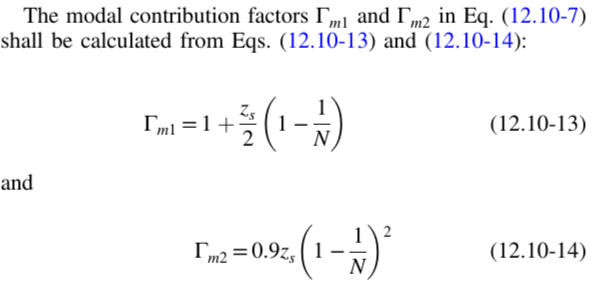 The modal contribution factors Γm1 and Γm2 in Eq. (12.10-7)
shall be calculated from Eqs. (12.10-13) and (12.10-14):
Γm1 = 1 + zs/2 (1 − 1/N) (12.10-13)
and
Γm2 = 0.9zs (1 − 1/N)² (12.10-14)